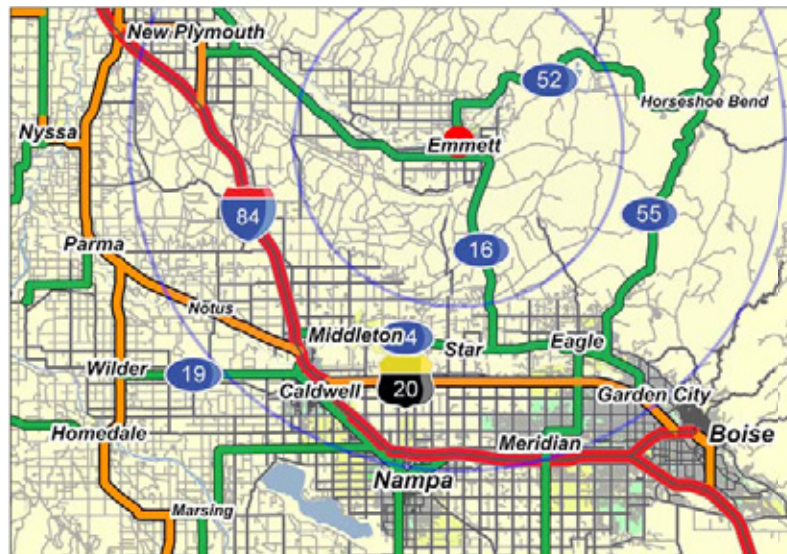 New Plymouth
52
Horseshoe Bend
Nyssa
Emmett
84
55
16
Parma
Notus
Middleton
4
Star
Eagle
Wilder
19
Caldwell
20
Garden City
Homedale
Meridian
Boise
Nampa
Marsing